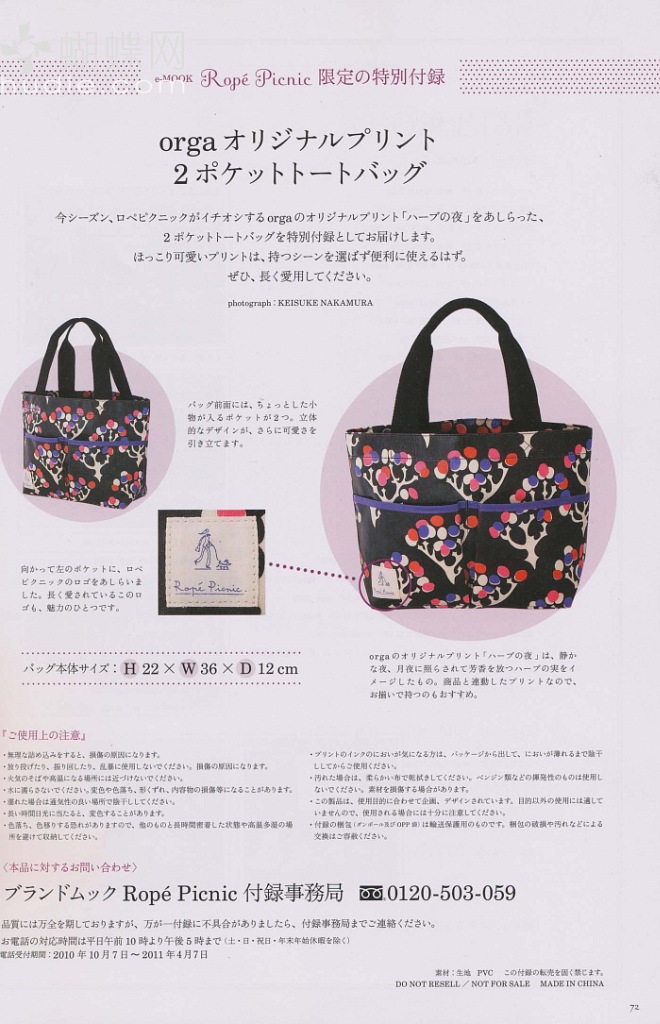 蝴蝶网
hudie.com
e-MOOK Ropé Picnic 限定の特別付録
orga オリジナルプリント
2 ポケットトートバッグ
今シーズン、ロペピクニックがイチオシする orga のオリジナルプリント「ハーブの夜」をあしらった、
2 ポケットトートバッグを特別付録としてお届けします。
ほっこり可愛いプリントは、持つシーンを選ばず便利に使えるはず。
ぜひ、長く愛用してください。
photograph : KEISUKE NAKAMURA
バッグ前面には、ちょっとした小
物が入るポケットが 2 つ。立体
的なデザインが、さらに可愛さを
引き立てます。
Ropé Picnic.
向かって左のポケットに、ロペ
ピクニックのロゴをあしらいま
した。長く愛されているこのロ
ゴも、魅力のひとつです。
バッグ本体サイズ : H 22 × W 36 × D 12 cm
orga のオリジナルプリント「ハーブの夜」は、静か
な夜、月夜に照らされて芳香を放つハーブの実をイ
メージしたもの。商品と連動したプリントなので、
お揃いで持つのもおすすめ。
『ご使用上の注意』
・無理な詰め込みをすると、損傷の原因になります。
・放り投げたり、振り回したり、乱暴に使用しないでください。損傷の原因になります。
・火気のそばや高温になる場所には近づけないでください。
・水に濡らさないでください。変色や色落ち、形くずれ、内容物の損傷等になることがあります。
・濡れた場合は通気性の良い場所で陰干ししてください。
・長い時間日光に当たると、変色することがあります。
・色落ち、色移りする恐れがありますので、他のものと長時間密着した状態や高温多湿の場
所を避けて収納してください。
・プリントのインクのにおいが気になる方は、パッケージから出して、においが薄れるまで陰干
ししてからご使用ください。
・汚れた場合は、柔らかい布で乾拭きしてください。ベンジン類などの揮発性のものは使用し
ないでください。素材を損傷する場合があります。
・この製品は、使用目的に合わせて企画、デザインされています。目的以外の使用には適して
いませんので、使用される場合には十分に注意してください。
・付録の梱包（ダンボール及び OPP 袋）は輸送保護用のものです。梱包の破損や汚れなどによる
交換はご容赦ください。
〈本品に対するお問い合わせ〉
ブランドムック Ropé Picnic 付録事務局 0120-503-059
品質には万全を期しておりますが、万が一付録に不具合がありましたら、付録事務局までご連絡ください。
お電話の対応時間は平日午前 10 時より午後 5 時まで（土・日・祝日・年末年始休暇を除く）
電話受付期間 : 2010 年 10 月 7 日～ 2011 年 4 月 7 日
素材 : 生地 PVC この付録の転売を固く禁じます。
DO NOT RESELL ／ NOT FOR SALE MADE IN CHINA
72